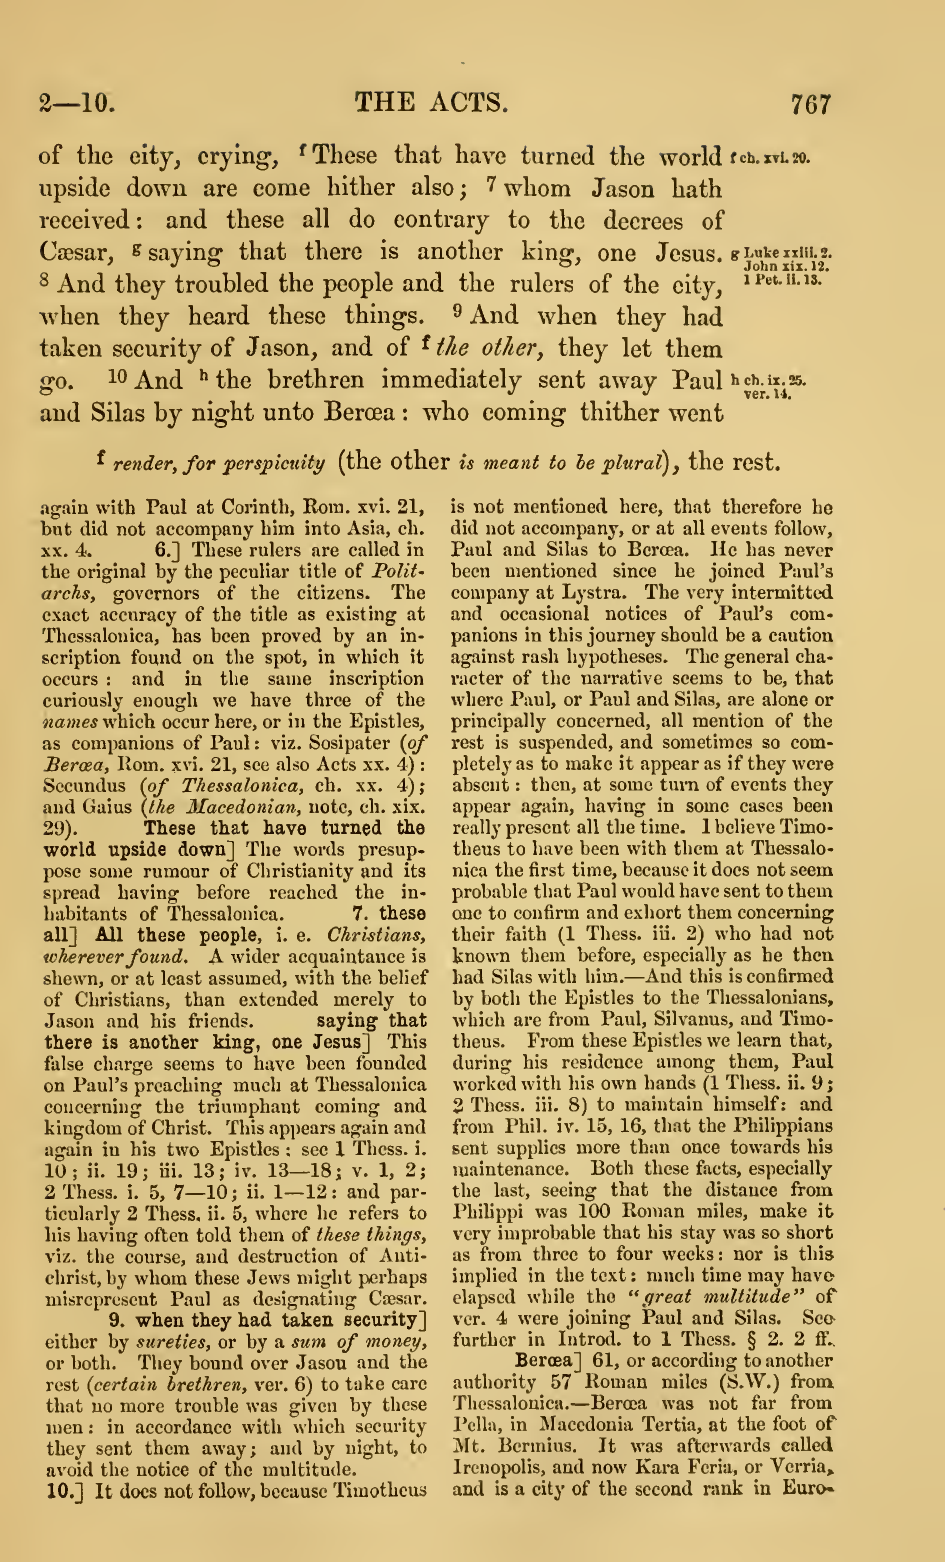 2—10. THE ACTS. 767
of the city, crying, f These that have turned the world
f ch. xvi. 20.
upside down are come hither also; 7 whom Jason hath
received: and these all do contrary to the decrees of
Cæsar, g saying that there is another king, one Jesus.
g Luke xxiii. 2.
John xix. 12.
1 Pet. ii. 13.
8 And they troubled the people and the rulers of the city,
when they heard these things. 9 And when they had
taken security of Jason, and of f the other, they let them
go. 10 And h the brethren immediately sent away Paul
h ch. ix. 25.
ver. 14.
and Silas by night unto Berœa: who coming thither went
f render, for perspicuity (the other is meant to be plural), the rest.
again with Paul at Corinth, Rom. xvi. 21,
but did not accompany him into Asia, ch.
xx. 4. 6.] These rulers are called in
the original by the peculiar title of Polit-
archs, governors of the citizens. The
exact accuracy of the title as existing at
Thessalonica, has been proved by an in-
scription found on the spot, in which it
occurs: and in the same inscription
curiously enough we have three of the
names which occur here, or in the Epistles,
as companions of Paul: viz. Sosipater (of
Berœa, Rom. xvi. 21, see also Acts xx. 4):
Secundus (of Thessalonica, ch. xx. 4);
and Gaius (the Macedonian, note, ch. xix.
29). These that have turned the
world upside down] The words presup-
pose some rumour of Christianity and its
spread having before reached the in-
habitants of Thessalonica. 7. these
all] All these people, i. e. Christians,
wherever found. A wider acquaintance is
shewn, or at least assumed, with the belief
of Christians, than extended merely to
Jason and his friends. saying that
there is another king, one Jesus] This
false charge seems to have been founded
on Paul's preaching much at Thessalonica
concerning the triumphant coming and
kingdom of Christ. This appears again and
again in his two Epistles: see 1 Thess. i.
10; ii. 19; iii. 13; iv. 13—18; v. 1, 2;
2 Thess. i. 5, 7—10; ii. 1—12: and par-
ticularly 2 Thess. ii. 5, where he refers to
his having often told them of these things,
viz. the course, and destruction of Anti-
christ, by whom these Jews might perhaps
misrepresent Paul as designating Cæsar.
9. when they had taken security]
either by sureties, or by a sum of money,
or both. They bound over Jason and the
rest (certain brethren, ver. 6) to take care
that no more trouble was given by these
men: in accordance with which security
they sent them away; and by night, to
avoid the notice of the multitude.
10.] It does not follow, because Timotheus
is not mentioned here, that therefore he
did not accompany, or at all events follow,
Paul and Silas to Berœa. He has never
been mentioned since he joined Paul's
company at Lystra. The very intermitted
and occasional notices of Paul's com-
panions in this journey should be a caution
against rash hypotheses. The general cha-
racter of the narrative seems to be, that
where Paul, or Paul and Silas, are alone or
principally concerned, all mention of the
rest is suspended, and sometimes so com-
pletely as to make it appear as if they were
absent: then, at some turn of events they
appear again, having in some cases been
really present all the time. I believe Timo-
theus to have been with them at Thessalo-
nica the first time, because it does not seem
probable that Paul would have sent to them
one to confirm and exhort them concerning
their faith (1 Thess. iii. 2) who had not
known them before, especially as he then
had Silas with him.—And this is confirmed
by both the Epistles to the Thessalonians,
which are from Paul, Silvanus, and Timo-
theus. From these Epistles we learn that,
during his residence among them, Paul
worked with his own hands (1 Thess. ii. 9;
2 Thess. iii. 8) to maintain himself: and
from Phil. iv. 15, 16, that the Philippians
sent supplies more than once towards his
maintenance. Both these facts, especially
the last, seeing that the distance from
Philippi was 100 Roman miles, make it
very improbable that his stay was so short
as from three to four weeks: nor is this
implied in the text: much time may have
elapsed while the "great multitude" of
ver. 4 were joining Paul and Silas. See
further in Introd. to 1 Thess. § 2. 2 ff.
Berœa] 61, or according to another
authority 57 Roman miles (S.W.) from
Thessalonica.—Berœa was not far from
Pella, in Macedonia Tertia, at the foot of
Mt. Bermius. It was afterwards called
Irenopolis, and now Kara Feria, or Verria,
and is a city of the second rank in Euro-